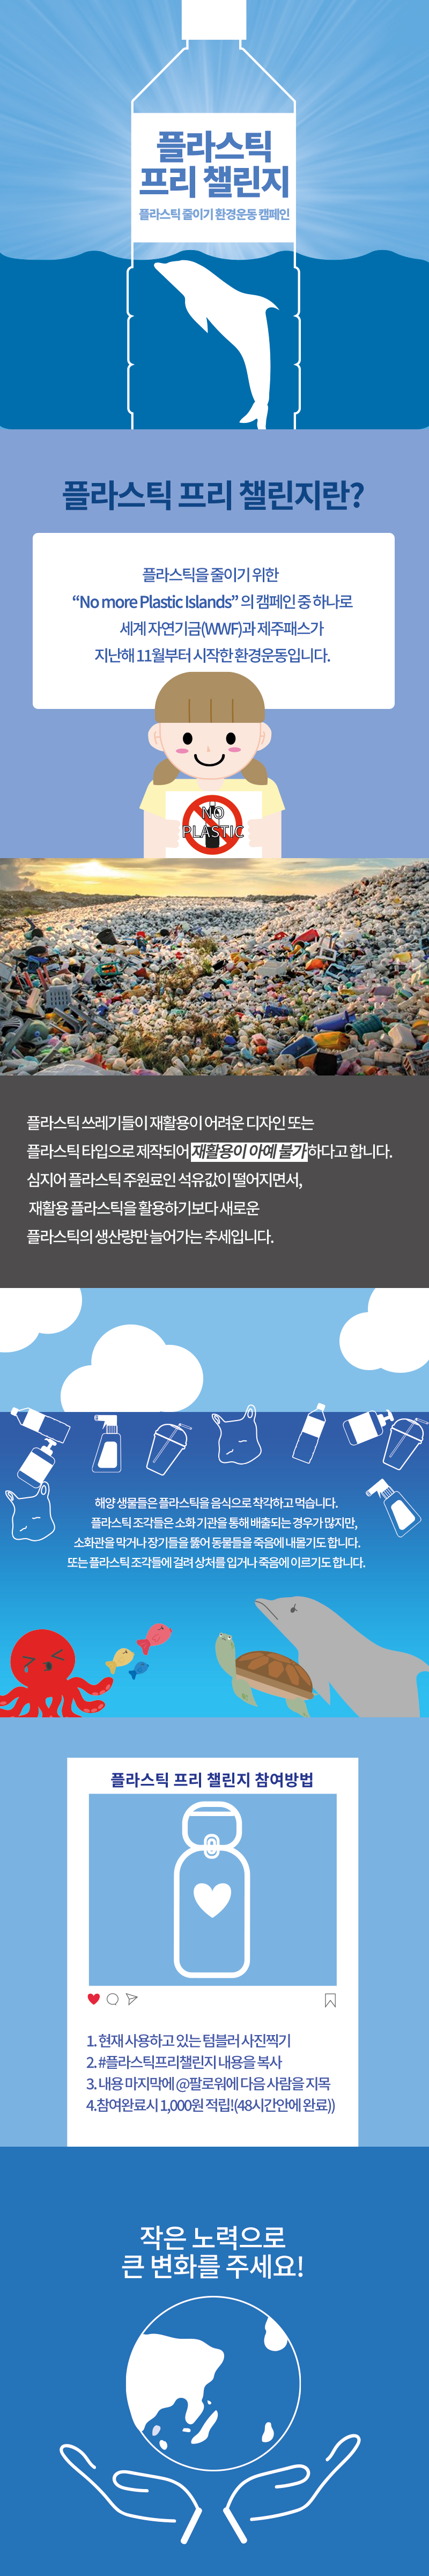 플라스틱
프리 챌린지
플라스틱 줄이기 환경운동 캠페인
플라스틱 프리 챌린지란?
플라스틱을 줄이기 위한
“No more Plastic Islands” 의 캠페인 중 하나로
세계 자연기금(WWF)과 제주패스가
지난해 11월부터 시작한 환경운동입니다.
NO
PLASTIC
플라스틱 쓰레기들이 재활용이 어려운 디자인 또는
플라스틱 타입으로 제작되어 재활용이 아예 불가하다고 합니다.
심지어 플라스틱 주원료인 석유값이 떨어지면서,
재활용 플라스틱을 활용하기보다 새로운
플라스틱의 생산량만 늘어가는 추세입니다.
해양 생물들은 플라스틱을 음식으로 착각하고 먹습니다.
플라스틱 조각들은 소화 기관을 통해 배출되는 경우가 많지만,
소화관을 막거나 장기들을 뚫어 동물들을 죽음에 내몰기도 합니다.
또는 플라스틱 조각들에 걸려 상처를 입거나 죽음에 이르기도 합니다.
플라스틱 프리 챌린지 참여방법
1. 현재 사용하고 있는 텀블러 사진찍기
2. #플라스틱프리챌린지 내용을 복사
3. 내용 마지막에 @팔로워에 다음 사람을 지목
4.참여완료시 1,000원 적립!(48시간안에 완료))
작은 노력으로
큰 변화를 주세요!